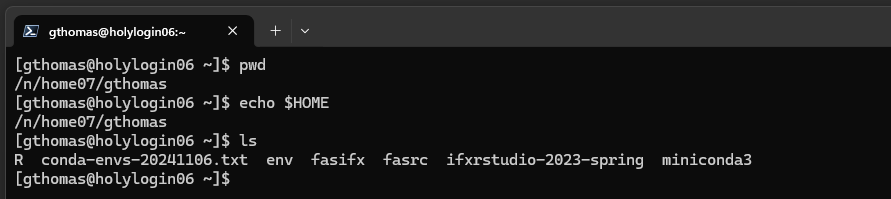 gthomas@holylogin06:~
[gthomas@holylogin06 ~]$ pwd
/n/home07/gthomas
[gthomas@holylogin06 ~]$ echo $HOME
/n/home07/gthomas
[gthomas@holylogin06 ~]$ ls
R  conda-envs-20241106.txt  env  fasifx  fasrc  ifxrstudio-2023-spring  miniconda3
[gthomas@holylogin06 ~]$